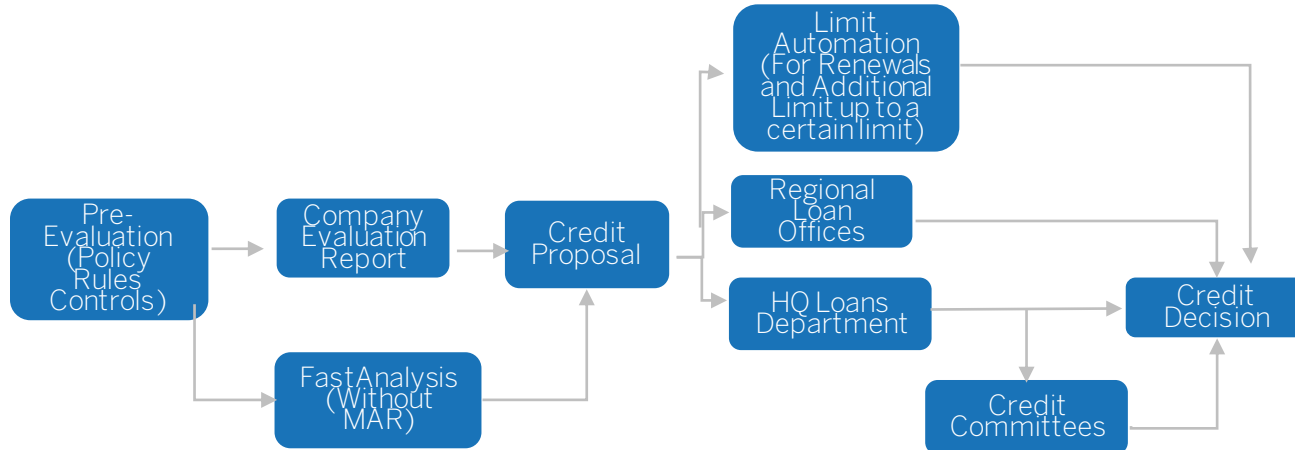 Pre-
Evaluation
(Policy
Rules
Controls)
Company
Evaluation
Report
Fast Analysis
(Without
MAR)
Credit
Proposal
Limit
Automation
(For Renewals
and Additional
Limit up to a
certain limit)
Regional
Loan
Offices
HQ Loans
Department
Credit
Committees
Credit
Decision